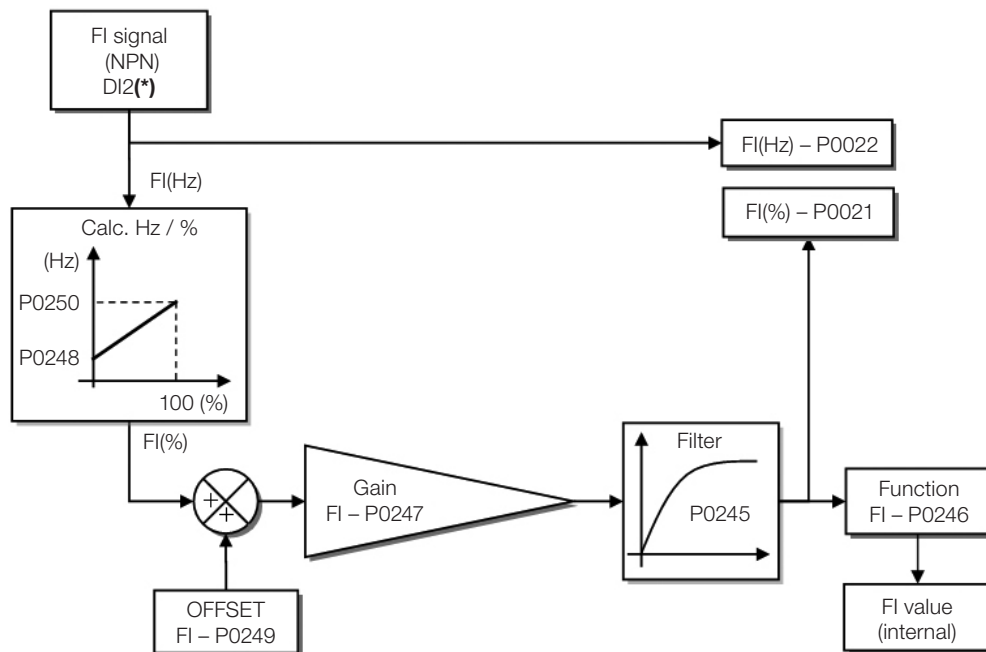 FI signal
(NPN)
DI2(*)
FI(Hz) – P0022
FI(Hz)
FI(%) – P0021
Calc. Hz / %
(Hz)
P0250
P0248
100 (%)
FI(%)
Filter
P0245
Gain
FI – P0247
+
+
Function
FI – P0246
OFFSET
FI – P0249
FI value
(internal)